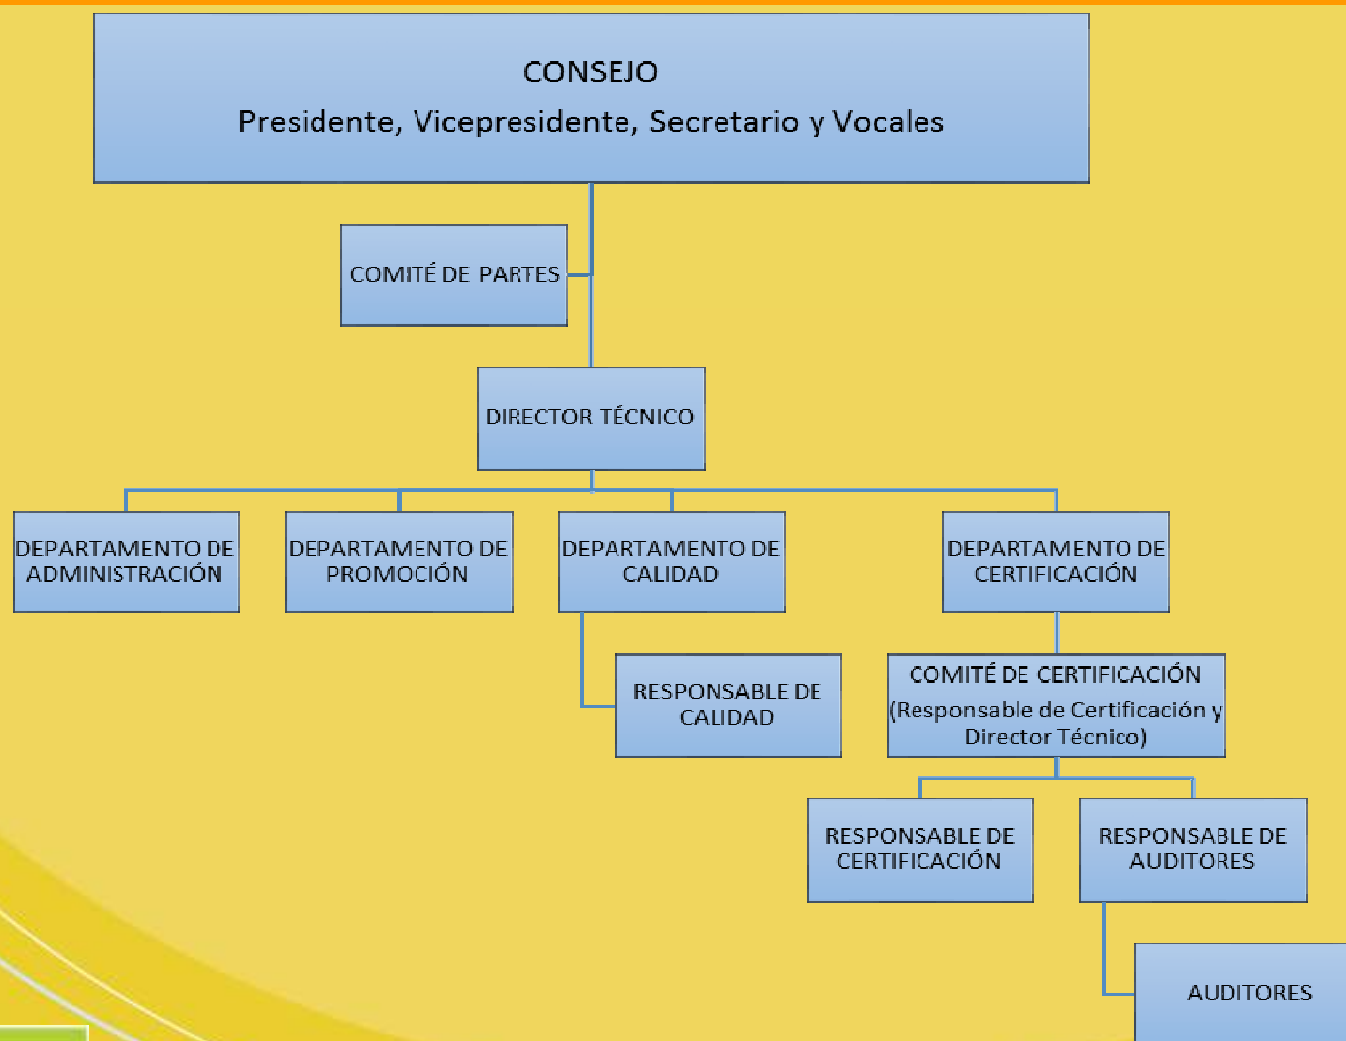 CONSEJO
Presidente, Vicepresidente, Secretario y Vocales
COMITÉ DE PARTES
DIRECTOR TÉCNICO
DEPARTAMENTO DE
ADMINISTRACIÓN
DEPARTAMENTO DE
PROMOCIÓN
DEPARTAMENTO DE
CALIDAD
DEPARTAMENTO DE
CERTIFICACIÓN
RESPONSABLE DE
CALIDAD
COMITÉ DE CERTIFICACIÓN
(Responsable de Certificación y
Director Técnico)
RESPONSABLE DE
CERTIFICACIÓN
RESPONSABLE DE
AUDITORES
AUDITORES